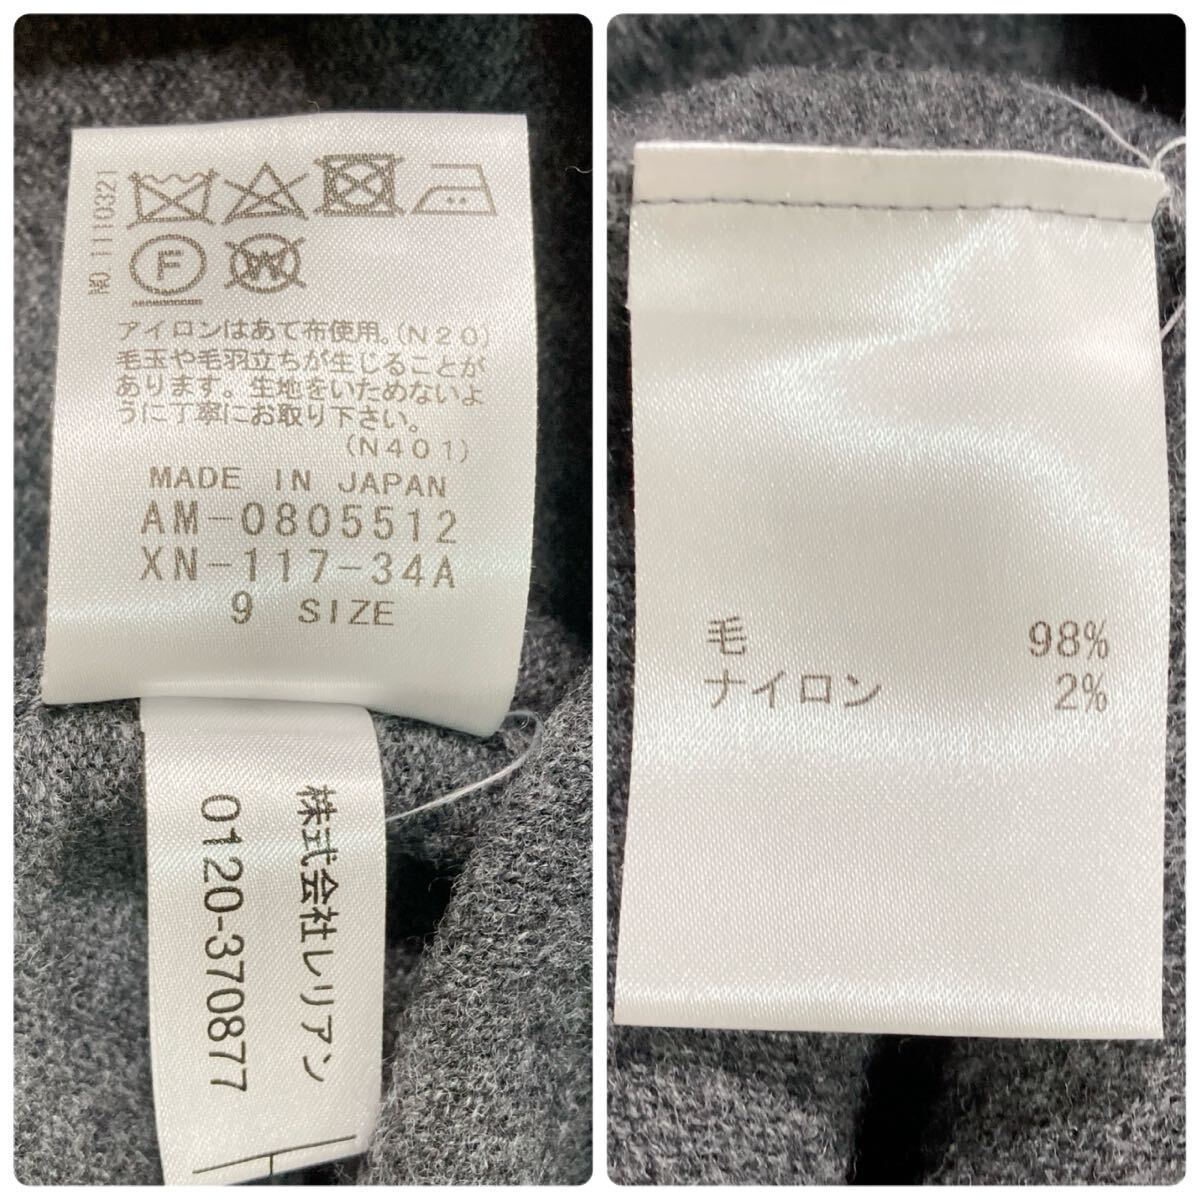 NO 1110321
F
W
アイロンはあて布使用。(N20)
毛玉や毛羽立ちが生じることが
あります。生地をいためないよ
うに丁寧にお取り下さい。
(N401)
MADE IN JAPAN
AM-0805512
XN-117-34A
9 SIZE
株式会社レリアン
0120-370877
毛 98%
ナイロン 2%